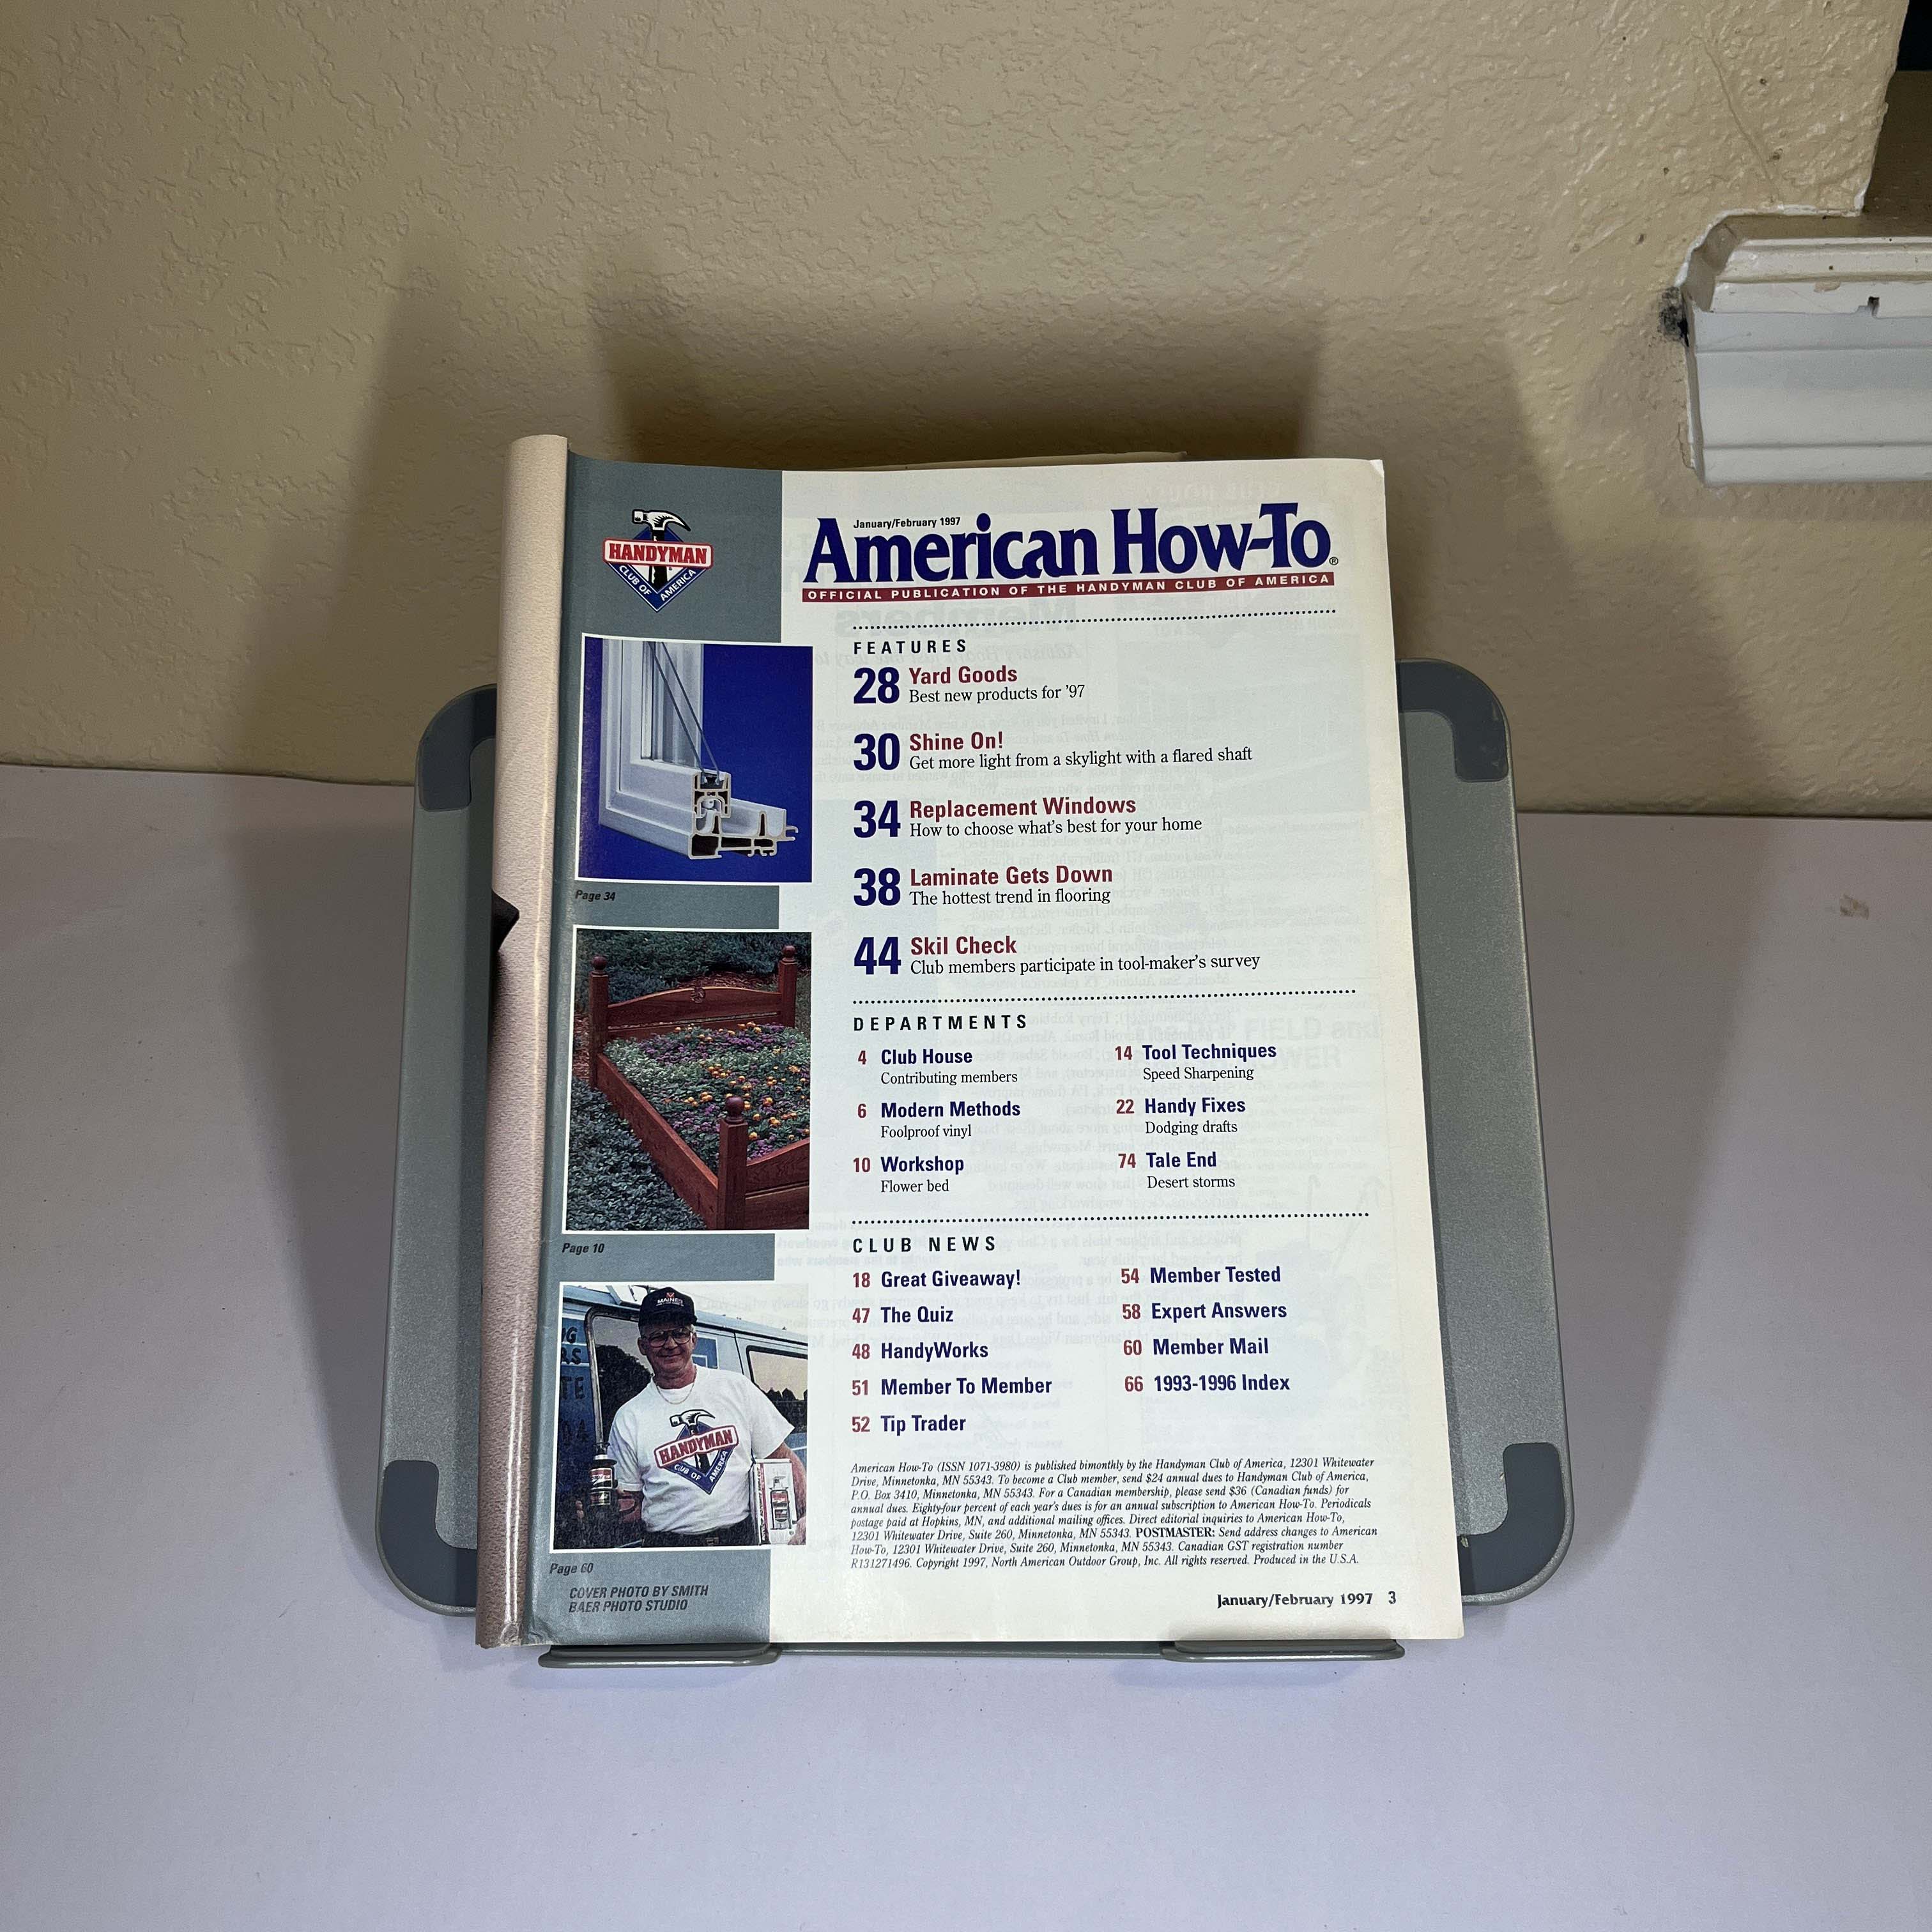 HANDYMAN
CLUB OF AMERICA
January/February 1997
American How-To®
OFFICIAL PUBLICATION OF THE HANDYMAN CLUB OF AMERICA
FEATURES
28 Yard Goods
Best new products for '97
30 Shine On!
Get more light from a skylight with a flared shaft
34 Replacement Windows
How to choose what's best for your home
38 Laminate Gets Down
The hottest trend in flooring
44 Skil Check
Club members participate in tool-maker's survey
Page 34
DEPARTMENTS
4 Club House
Contributing members
6 Modern Methods
Foolproof vinyl
10 Workshop
Flower bed
14 Tool Techniques
Speed Sharpening
22 Handy Fixes
Dodging drafts
74 Tale End
Desert storms
Page 10
CLUB NEWS
18 Great Giveaway!
47 The Quiz
48 HandyWorks
51 Member To Member
52 Tip Trader
54 Member Tested
58 Expert Answers
60 Member Mail
66 1993-1996 Index
HANDYMAN
CLUB OF AMERICA
Page 60
COVER PHOTO BY SMITH
BAER PHOTO STUDIO
American How-To (ISSN 1071-3980) is published bimonthly by the Handyman Club of America, 12301 Whitewater
Drive, Minnetonka, MN 55343. To become a Club member, send $24 annual dues to Handyman Club of America,
P.O. Box 3410, Minnetonka, MN 55343. For a Canadian membership, please send $36 (Canadian funds) for
annual dues. Eighty-four percent of each year's dues is for an annual subscription to American How-To. Periodicals
postage paid at Hopkins, MN, and additional mailing offices. Direct editorial inquiries to American How-To,
12301 Whitewater Drive, Suite 260, Minnetonka, MN 55343. POSTMASTER: Send address changes to American
How-To, 12301 Whitewater Drive, Suite 260, Minnetonka, MN 55343. Canadian GST registration number
R131271496. Copyright 1997, North American Outdoor Group, Inc. All rights reserved. Produced in the U.S.A.
January/February 1997 3